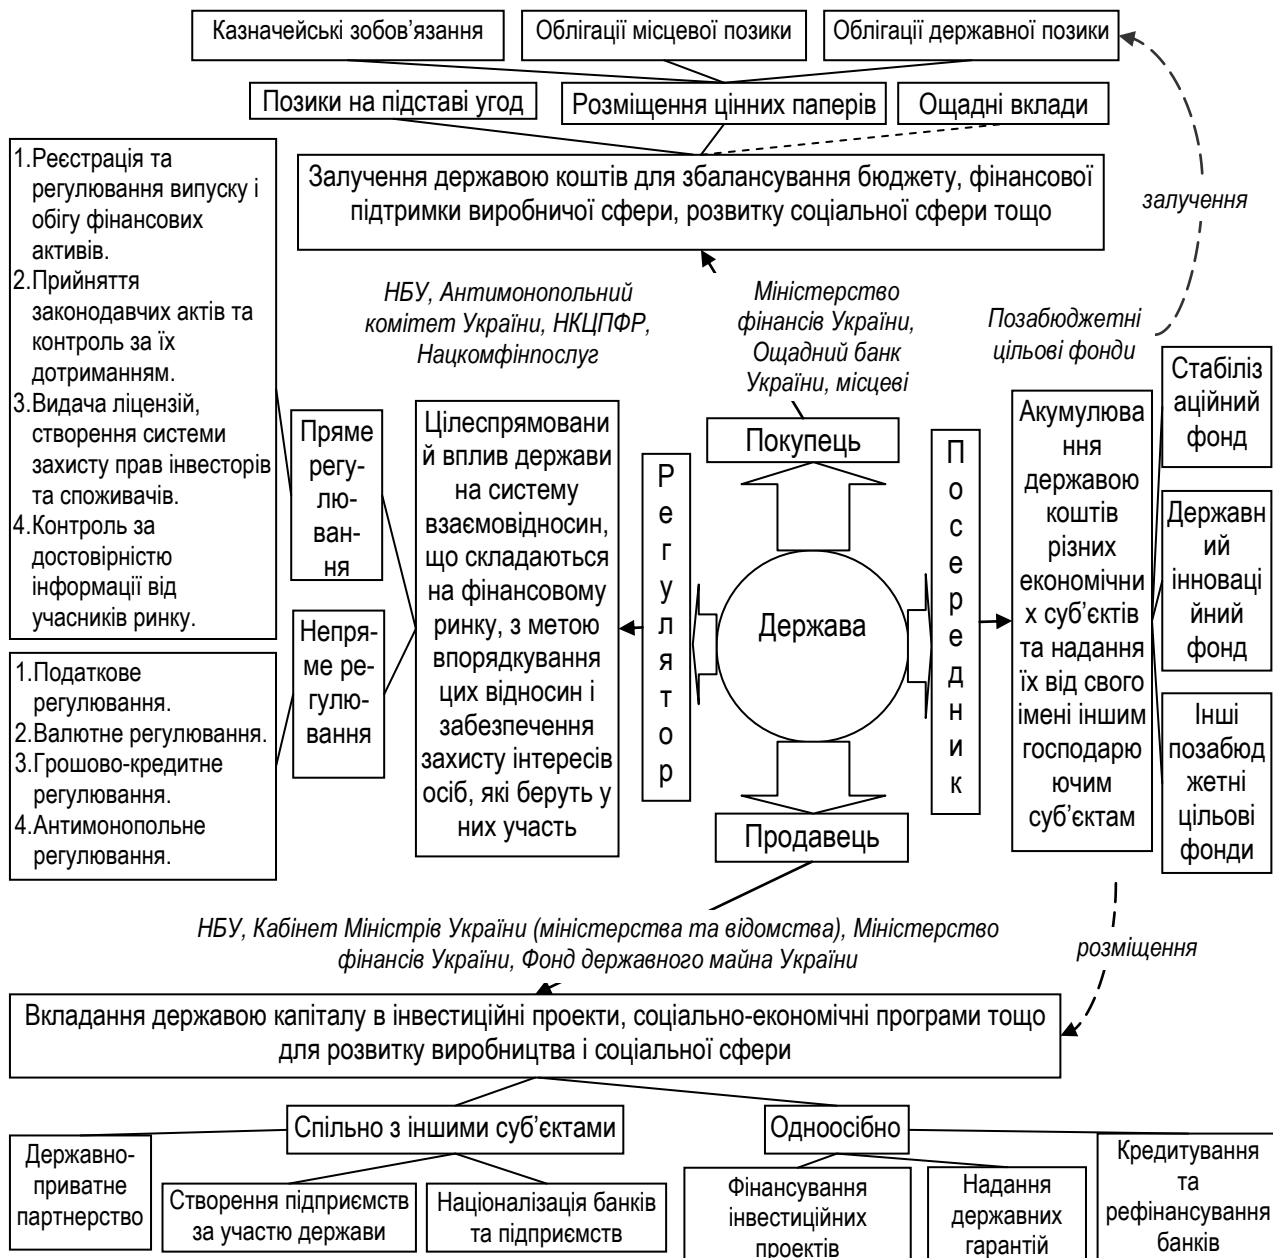 Казначейські зобов’язання
Облігації місцевої позики
Облігації державної позики
Позики на підставі угод
Розміщення цінних паперів
Ощадні вклади
Залучення державою коштів для збалансування бюджету, фінансової
підтримки виробничої сфери, розвитку соціальної сфери тощо
залучення
1.Реєстрація та
регулювання випуску і
обігу фінансових
активів.
2.Прийняття
законодавчих актів та
контроль за їх
дотриманням.
3.Видача ліцензій,
створення системи
захисту прав інвесторів
та споживачів.
4.Контроль за
достовірністю
інформації від
учасників ринку.
1.Податкове
регулювання.
2.Валютне регулювання.
3.Грошово-кредитне
регулювання.
4.Антимонопольне
регулювання.
Пряме
регу-
лю-
ван-
ня
Непря-
ме ре-
гулю-
вання
НБУ, Антимонопольний
комітет України, НКЦПФР,
Нацкомфінпослуг
Цілеспрямовани
й вплив держави
на систему
взаємовідносин,
що складаються
на фінансовому
ринку, з метою
впорядкування
цих відносин і
забезпечення
захисту інтересів
осіб, які беруть у
них участь
Р
е
г
у
л
я
т
о
р
Міністерство
фінансів України,
Ощадний банк
України, місцеві
Покупець
Держава
Продавець
П
о
с
е
р
е
д
н
и
к
Позабюджетні
цільові фонди
Акумулюва
ння
державою
коштів
різних
економічни
х суб’єктів
та надання
їх від свого
імені іншим
господарю
ючим
суб’єктам
Стабіліз
аційний
фонд
Державн
ий
інноваці
йний
фонд
Інші
позабюд
жетні
цільові
фонди
НБУ, Кабінет Міністрів України (міністерства та відомства), Міністерство
фінансів України, Фонд державного майна України
розміщення
Вкладання державою капіталу в інвестиційні проекти, соціально-економічні програми тощо
для розвитку виробництва і соціальної сфери
Спільно з іншими суб’єктами
Одноосібно
Державно-
приватне
партнерство
Створення підприємств
за участю держави
Націоналізація банків
та підприємств
Фінансування
інвестиційних
проектів
Надання
державних
гарантій
Кредитування
та
рефінансування
банків